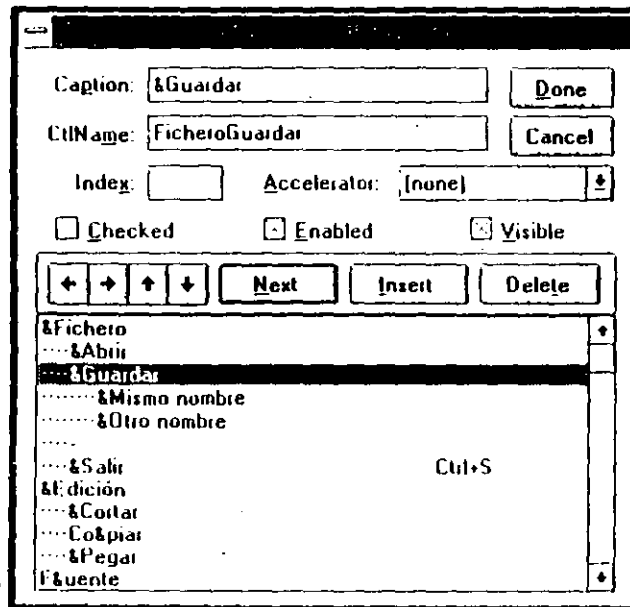 Caption: &Guardar Done
CtlName: FicheroGuardar Cancel
Index: Accelerator: (none)
Checked Enabled Visible
Next Insert Delete
&Fichero
····&Abrir
····&Guardar
········&Mismo nombre
········&Otro nombre
····-
····&Salir Ctrl+S
&Edición
····&Cortar
····Co&piar
····&Pegar
F&uente